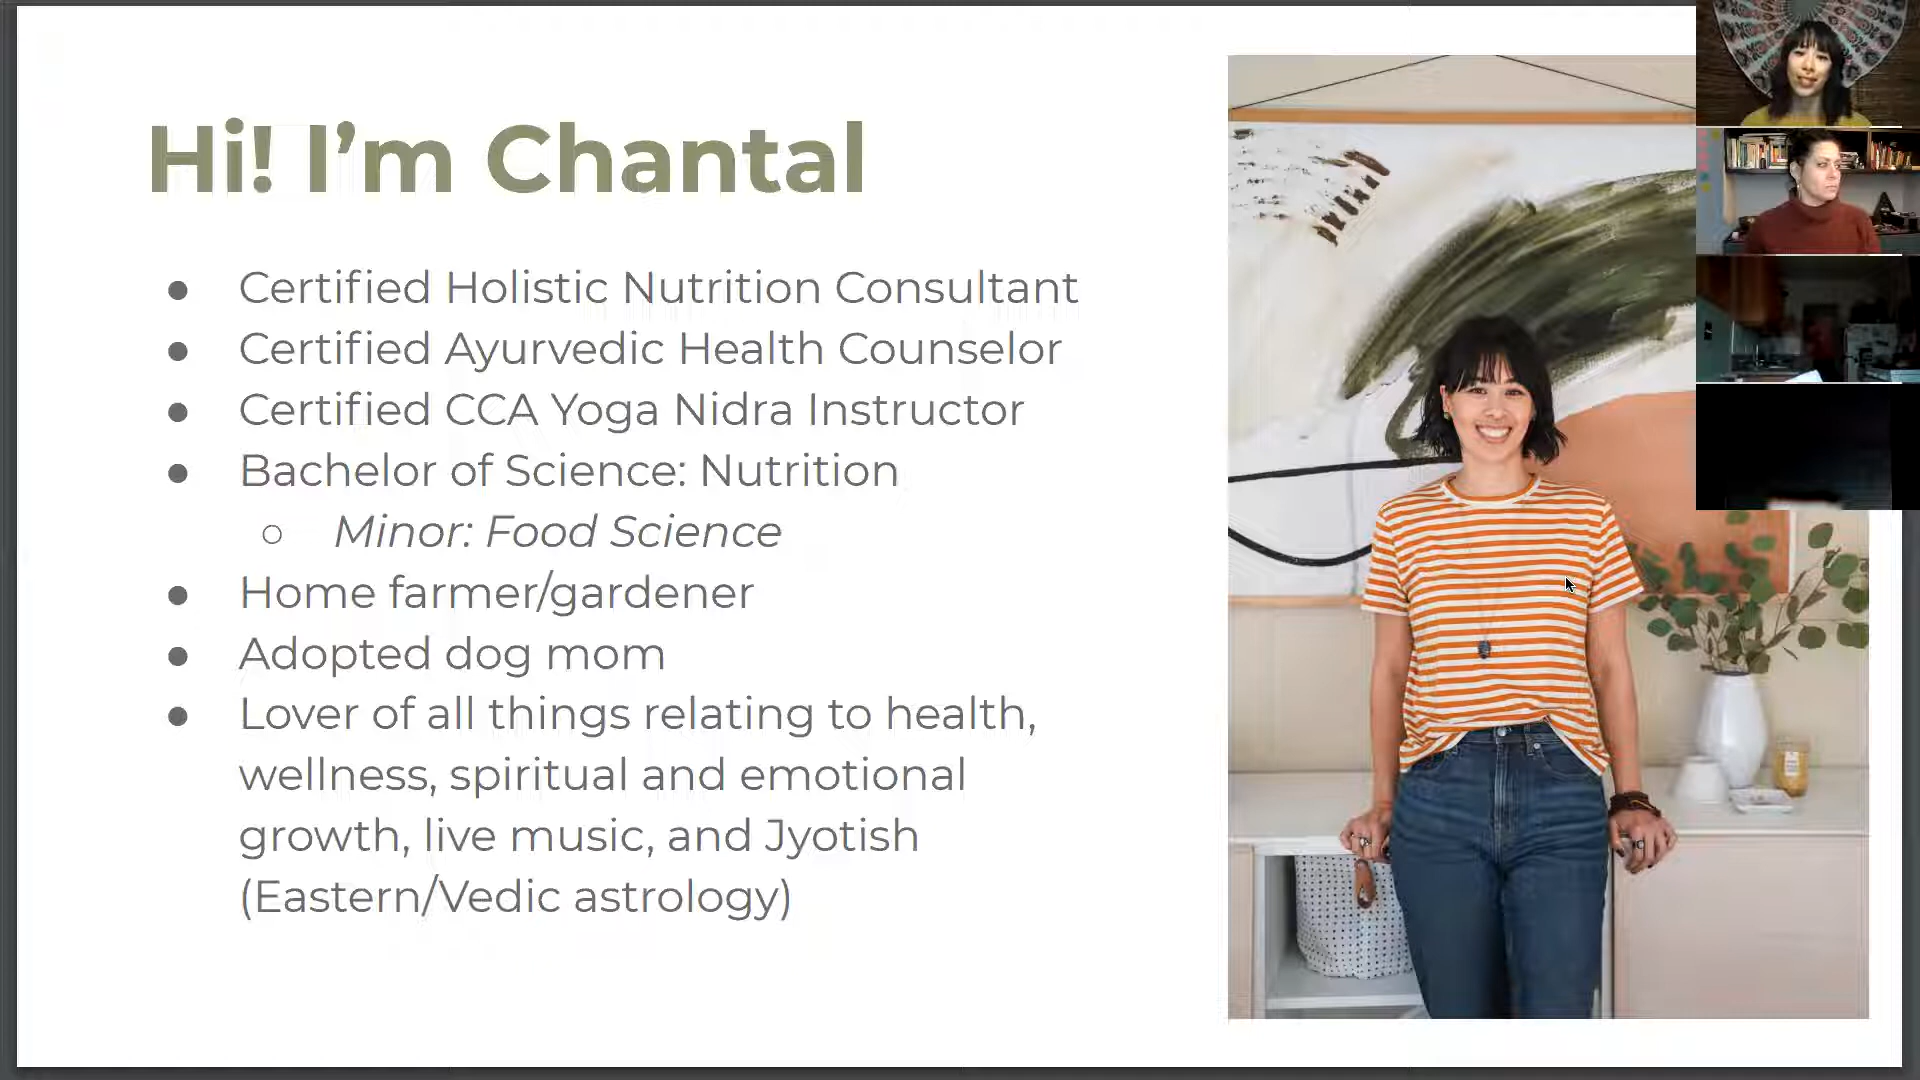 Hi! I’m Chantal
● Certified Holistic Nutrition Consultant
● Certified Ayurvedic Health Counselor
● Certified CCA Yoga Nidra Instructor
● Bachelor of Science: Nutrition
○ Minor: Food Science
● Home farmer/gardener
● Adopted dog mom
● Lover of all things relating to health,
wellness, spiritual and emotional
growth, live music, and Jyotish
(Eastern/Vedic astrology)